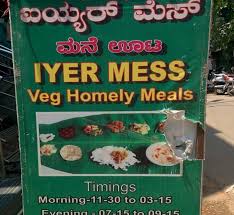 ಐಯ್ಯರ್ ಮೆಸ್
ಮನೆ ಊಟ
IYER MESS
Veg Homely Meals
Timings
Morning-11-30 to 03-15
Evening - 07-15 to 09-15